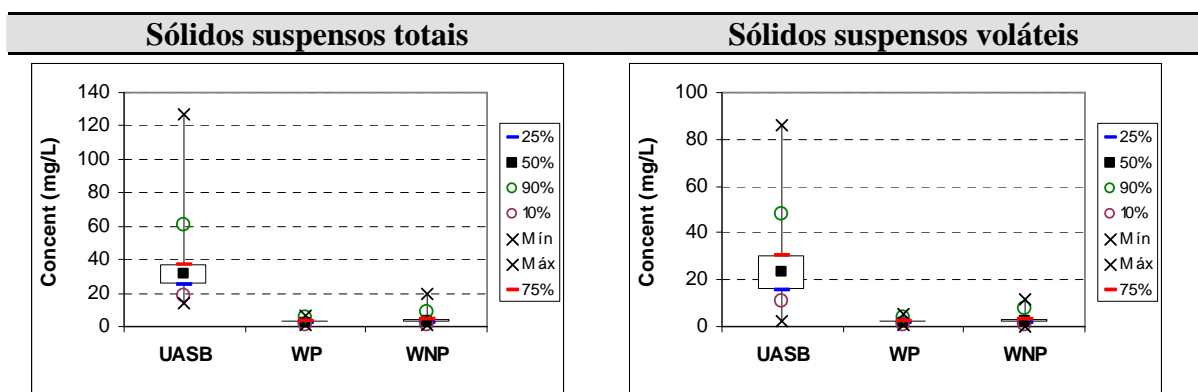 Sólidos suspensos totais
Sólidos suspensos voláteis
Concent (mg/L)
140
120
100
80
60
40
20
0
UASB WP WNP
25%
50%
90%
10%
Mín
Máx
75%
Concent (mg/L)
100
80
60
40
20
0
UASB WP WNP
25%
50%
90%
10%
Mín
Máx
75%